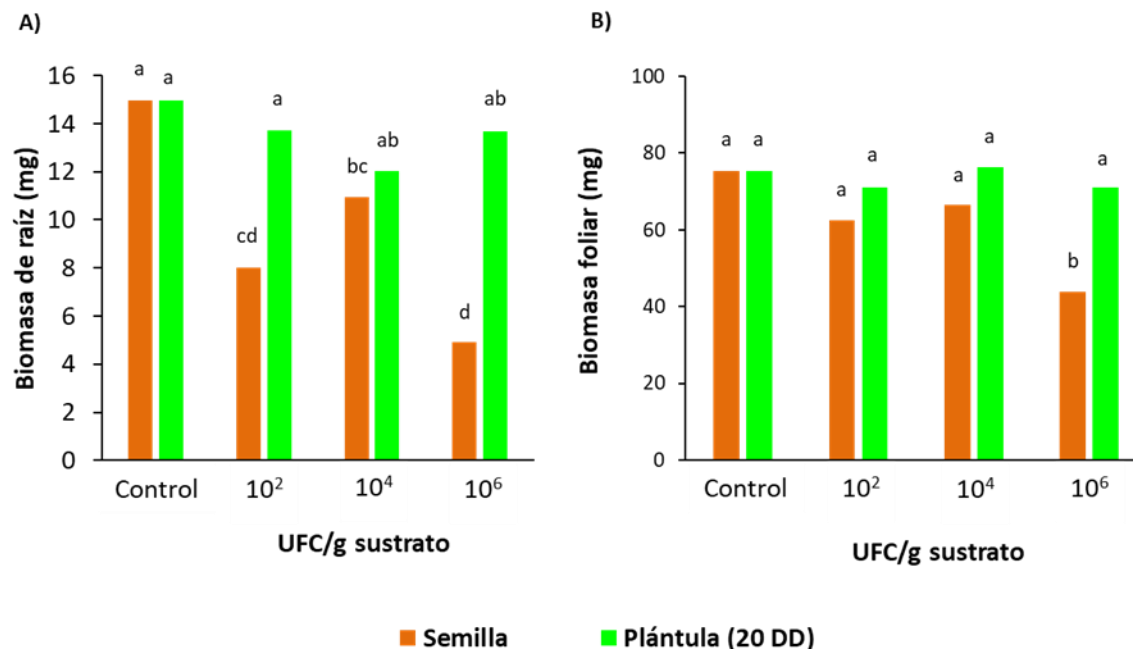 A)
Biomasa de raíz (mg)
16
14
12
10
8
6
4
2
0
a
a
cd
a
bc
ab
d
ab
Control
10²
10⁴
10⁶
UFC/g sustrato
B)
Biomasa foliar (mg)
100
80
60
40
20
0
a
a
a
a
a
a
b
a
Control
10²
10⁴
10⁶
UFC/g sustrato
Semilla
Plántula (20 DD)